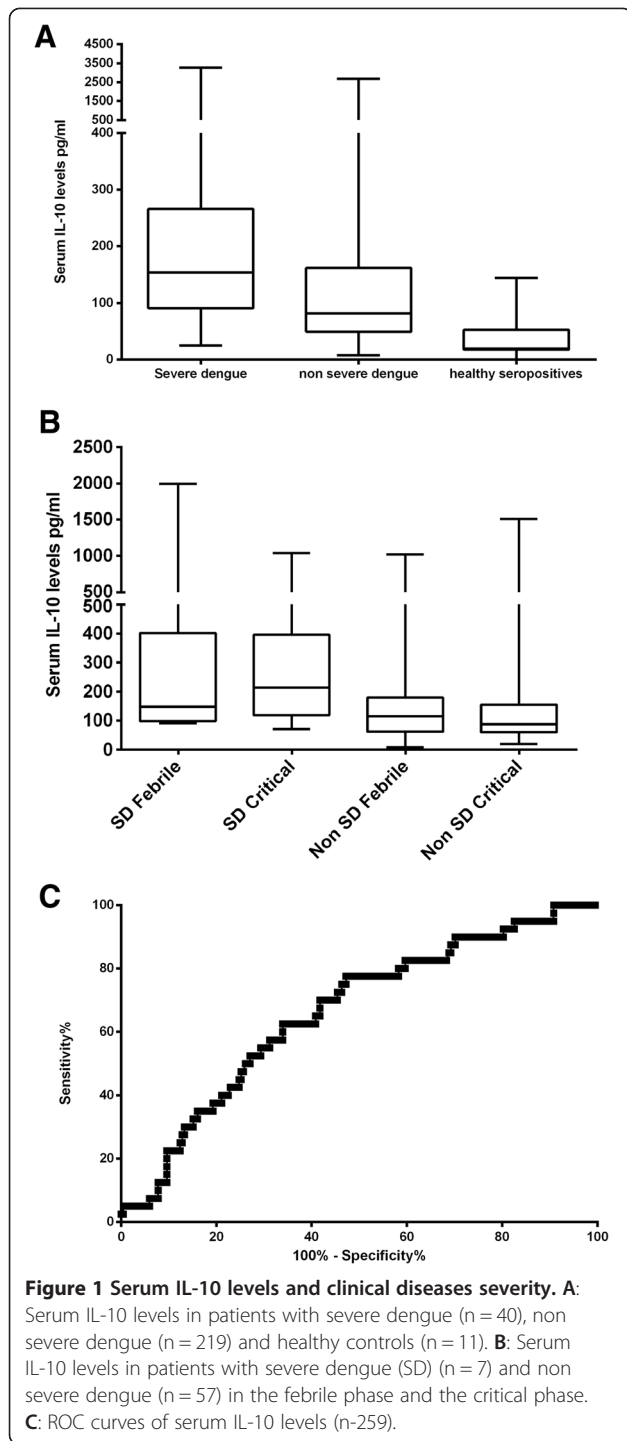 A
4500
3500
2500
1500
500
400
300
200
100
0
Serum IL-10 levels pg/ml
Severe dengue
non severe dengue
healthy seropositives
B
2500
2000
1500
1000
500
500
400
300
200
100
0
Serum IL-10 levels pg/ml
SD Febrile
SD Critical
Non SD Febrile
Non SD Critical
C
100
80
60
40
20
0
Sensitivity%
0
20
40
60
80
100
100% - Specificity%
Figure 1 Serum IL-10 levels and clinical diseases severity. A:
Serum IL-10 levels in patients with severe dengue (n = 40), non
severe dengue (n = 219) and healthy controls (n = 11). B: Serum
IL-10 levels in patients with severe dengue (SD) (n = 7) and non
severe dengue (n = 57) in the febrile phase and the critical phase.
C: ROC curves of serum IL-10 levels (n-259).